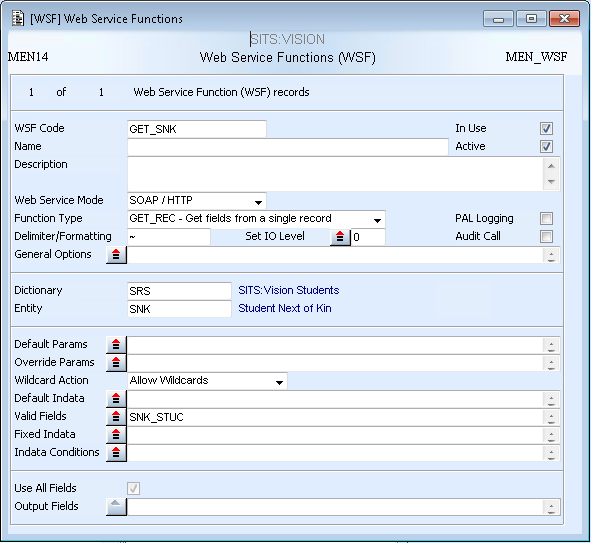 [WSF] Web Service Functions
SITS:VISION
MEN14 Web Service Functions (WSF) MEN_WSF
1 of 1 Web Service Function (WSF) records
WSF Code GET_SNK In Use
Name Active
Description
Web Service Mode SOAP / HTTP
Function Type GET_REC - Get fields from a single record PAL Logging
Delimiter/Formatting ~ Set IO Level 0 Audit Call
General Options
Dictionary SRS SITS:Vision Students
Entity SNK Student Next of Kin
Default Params
Override Params
Wildcard Action Allow Wildcards
Default Indata
Valid Fields SNK_STUC
Fixed Indata
Indata Conditions
Use All Fields
Output Fields